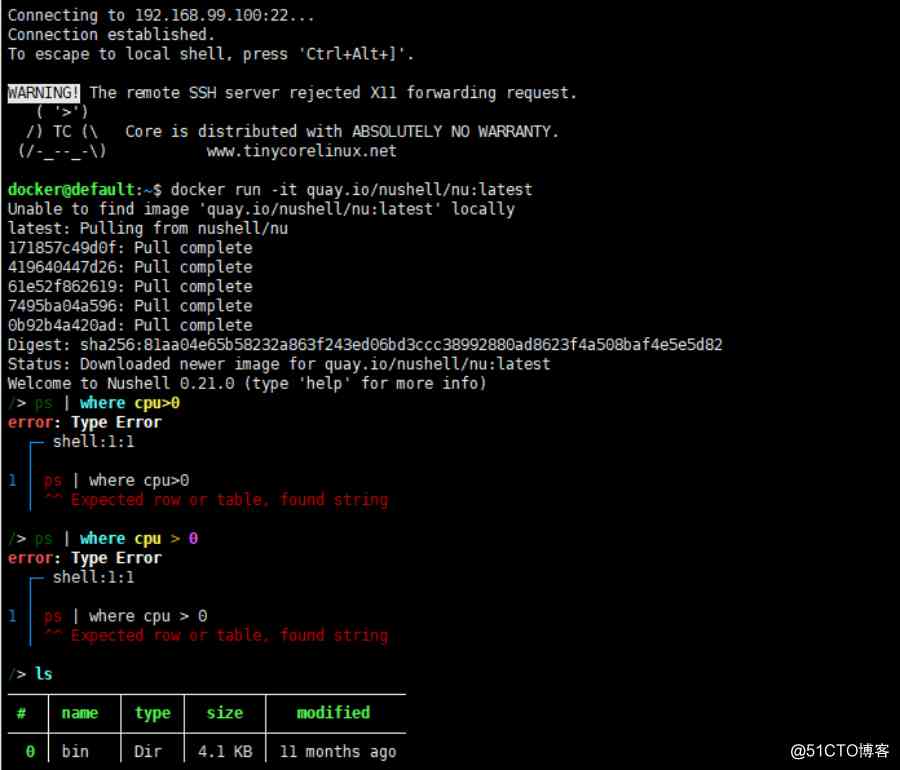 Connecting to 192.168.99.100:22...
Connection established.
To escape to local shell, press 'Ctrl+Alt+]'.
WARNING! The remote SSH server rejected X11 forwarding request.
( '>')
/) TC (\   Core is distributed with ABSOLUTELY NO WARRANTY.
(/-_--_-\)           www.tinycorelinux.net
docker@default:~$ docker run -it quay.io/nushell/nu:latest
Unable to find image 'quay.io/nushell/nu:latest' locally
latest: Pulling from nushell/nu
171857c49d0f: Pull complete
419640447d26: Pull complete
61e52f862619: Pull complete
7495ba04a596: Pull complete
0b92b4a420ad: Pull complete
Digest: sha256:81aa04e65b58232a863f243ed06bd3ccc38992880ad8623f4a508baf4e5e5d82
Status: Downloaded newer image for quay.io/nushell/nu:latest
Welcome to Nushell 0.21.0 (type 'help' for more info)
/> ps | where cpu>0
error: Type Error
shell:1:1
1 ps | where cpu>0
^^ Expected row or table, found string
/> ps | where cpu > 0
error: Type Error
shell:1:1
1 ps | where cpu > 0
^^ Expected row or table, found string
/> ls
# name type size modified
0 bin Dir 4.1 KB 11 months ago
@51CTO博客